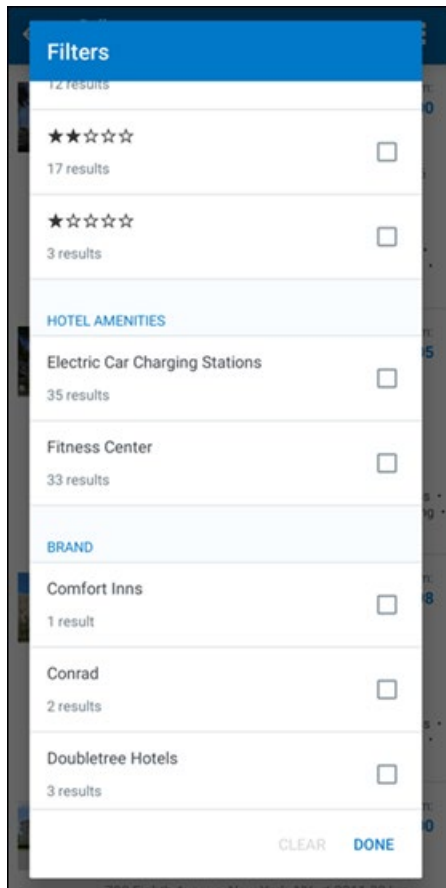 Filters
12 results
★★☆☆☆
17 results
★☆☆☆☆
3 results
HOTEL AMENITIES
Electric Car Charging Stations
35 results
Fitness Center
33 results
BRAND
Comfort Inns
1 result
Conrad
2 results
Doubletree Hotels
3 results
CLEAR DONE